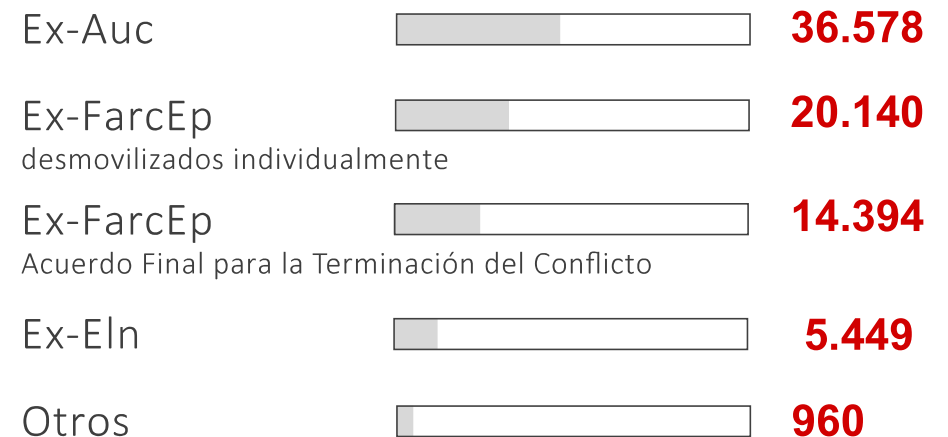 Ex-Auc 36.578
Ex-FarcEp 20.140
desmovilizados individualmente
Ex-FarcEp 14.394
Acuerdo Final para la Terminación del Conflicto
Ex-Eln 5.449
Otros 960